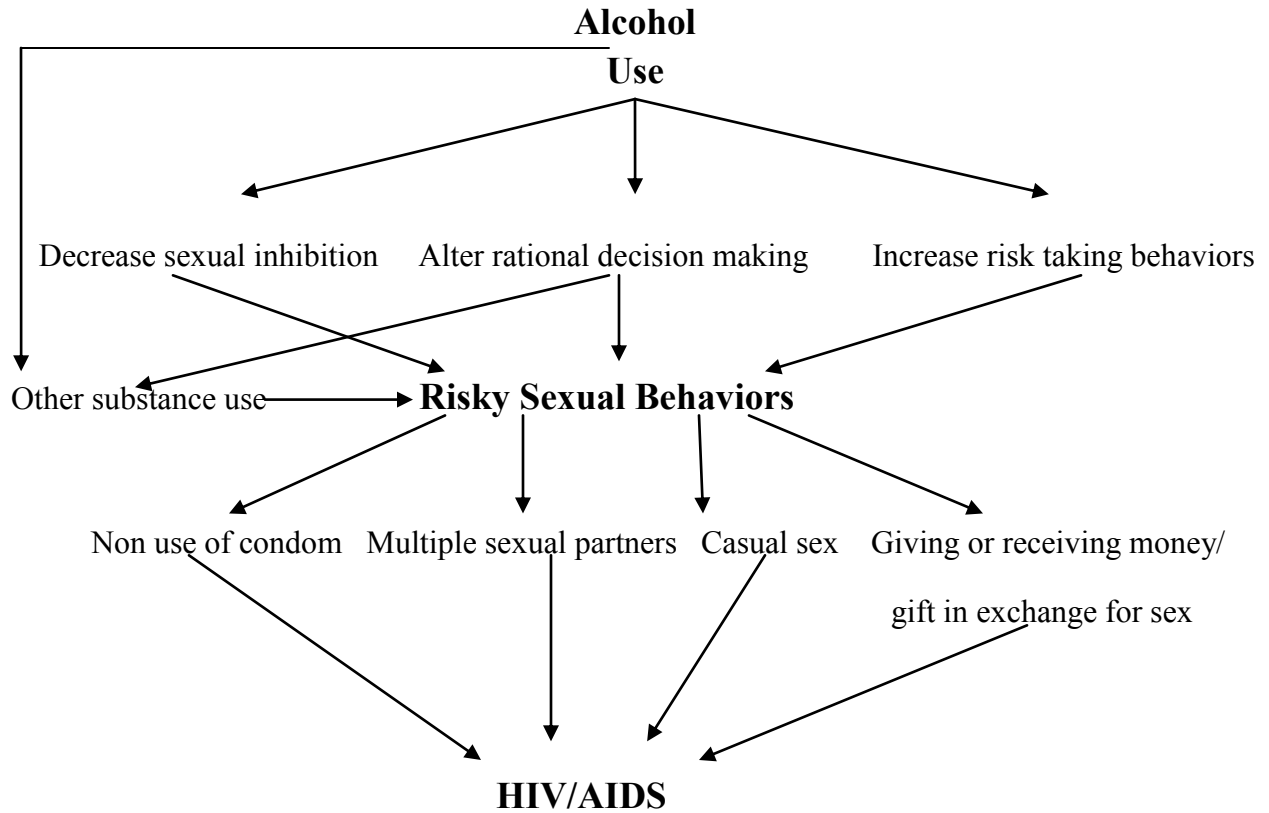 Alcohol
Use
Decrease sexual inhibition
Alter rational decision making
Increase risk taking behaviors
Other substance use
Risky Sexual Behaviors
Non use of condom
Multiple sexual partners
Casual sex
Giving or receiving money/
gift in exchange for sex
HIV/AIDS